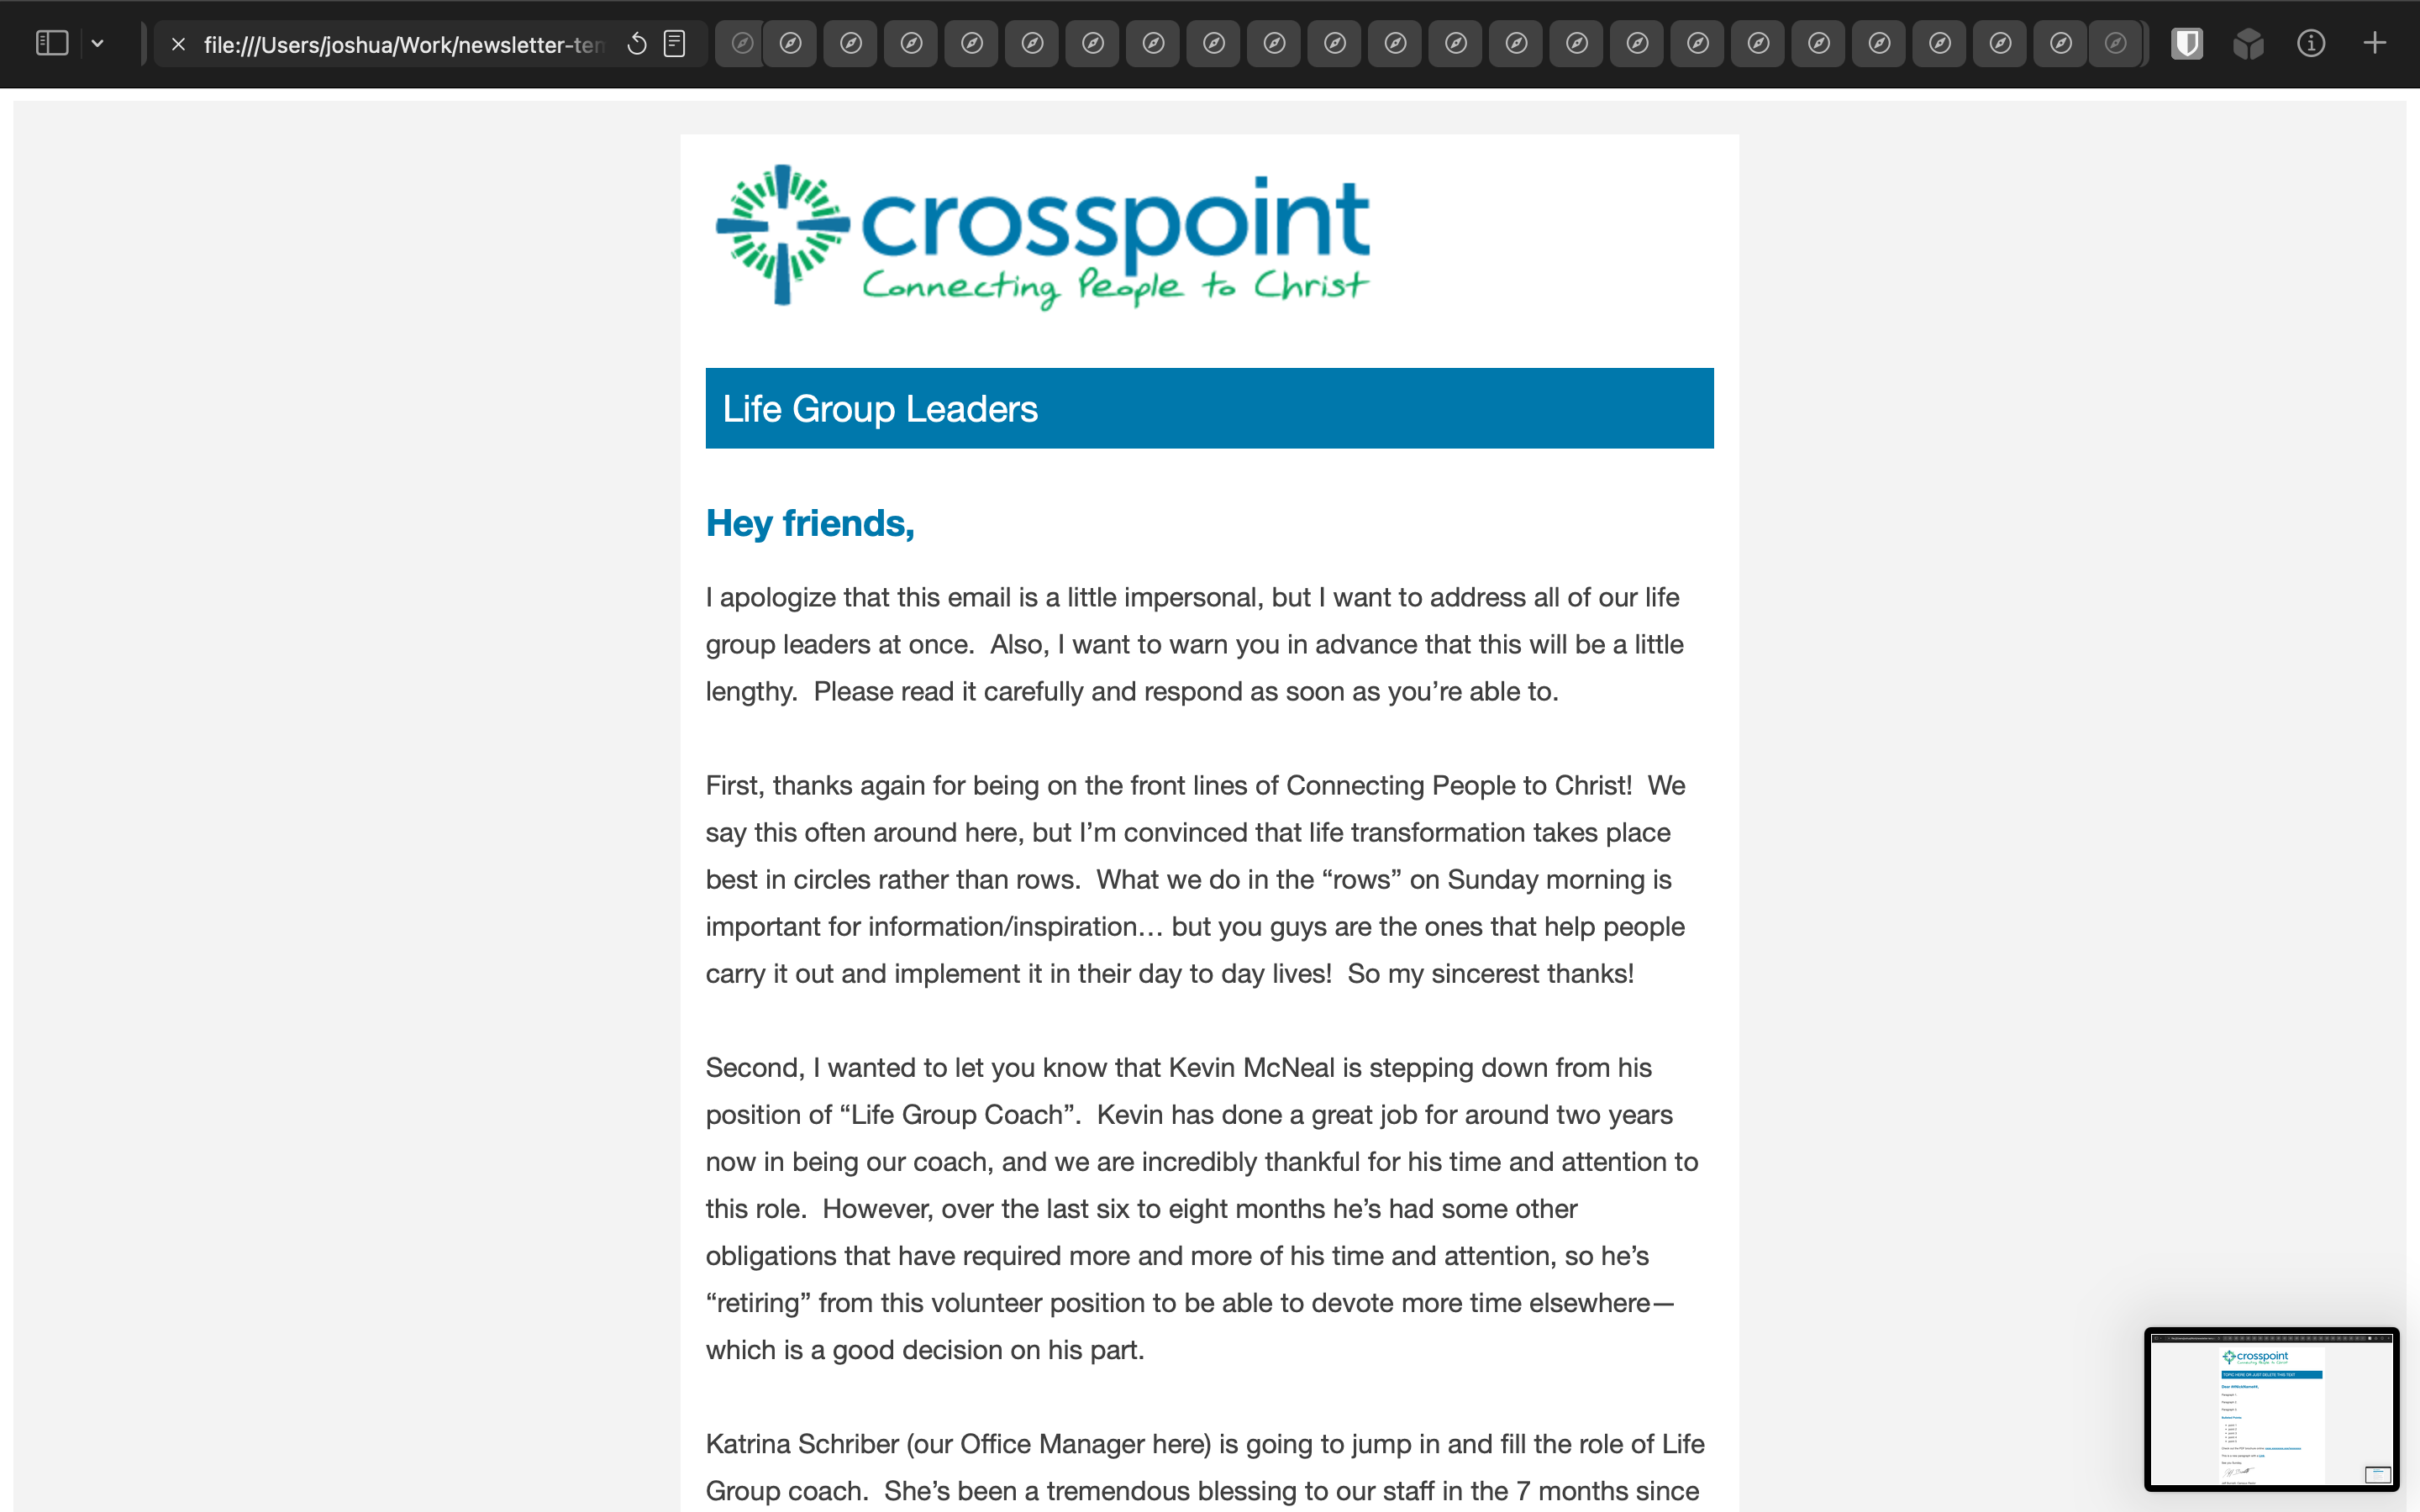 file:///Users/joshua/Work/newsletter-ten
crosspoint
Connecting People to Christ
Life Group Leaders
Hey friends,
I apologize that this email is a little impersonal, but I want to address all of our life
group leaders at once.  Also, I want to warn you in advance that this will be a little
lengthy.  Please read it carefully and respond as soon as you’re able to.
First, thanks again for being on the front lines of Connecting People to Christ!  We
say this often around here, but I’m convinced that life transformation takes place
best in circles rather than rows.  What we do in the “rows” on Sunday morning is
important for information/inspiration… but you guys are the ones that help people
carry it out and implement it in their day to day lives!  So my sincerest thanks!
Second, I wanted to let you know that Kevin McNeal is stepping down from his
position of “Life Group Coach”.  Kevin has done a great job for around two years
now in being our coach, and we are incredibly thankful for his time and attention to
this role.  However, over the last six to eight months he’s had some other
obligations that have required more and more of his time and attention, so he’s
“retiring” from this volunteer position to be able to devote more time elsewhere—
which is a good decision on his part.
Katrina Schriber (our Office Manager here) is going to jump in and fill the role of Life
Group coach.  She’s been a tremendous blessing to our staff in the 7 months since
crosspoint
Connecting People to Christ
TOPIC HERE OR JUST DELETE THIS TEXT